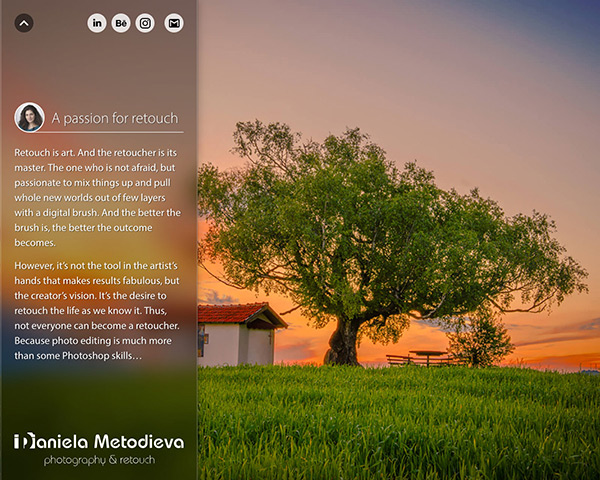 in Bē
A passion for retouch
Retouch is art. And the retoucher is its
master. The one who is not afraid, but
passionate to mix things up and pull
whole new worlds out of few layers
with a digital brush. And the better the
brush is, the better the outcome
becomes.
However, it's not the tool in the artist's
hands that makes results fabulous, but
the creator's vision. It's the desire to
retouch the life as we know it. Thus,
not everyone can become a retoucher.
Because photo editing is much more
than some Photoshop skills…
Daniela Metodieva
photography & retouch